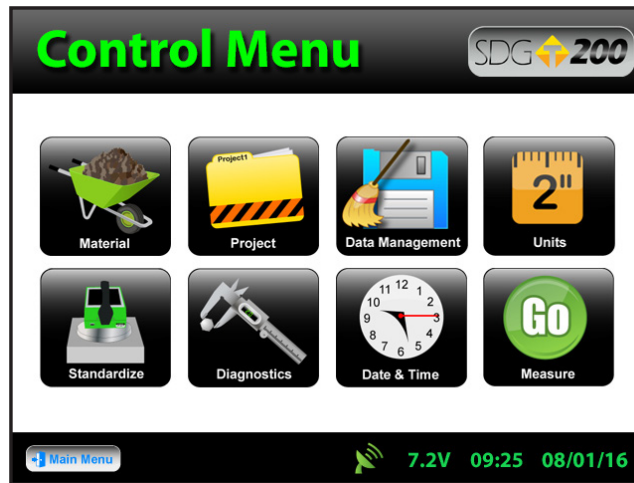 Control Menu
SDG T 200
Project1
2"
Material
Project
Data Management
Units
11 12 1
10 2
9 3
8 4
7 6 5
Go
Standardize
Diagnostics
Date & Time
Measure
Main Menu
7.2V 09:25 08/01/16